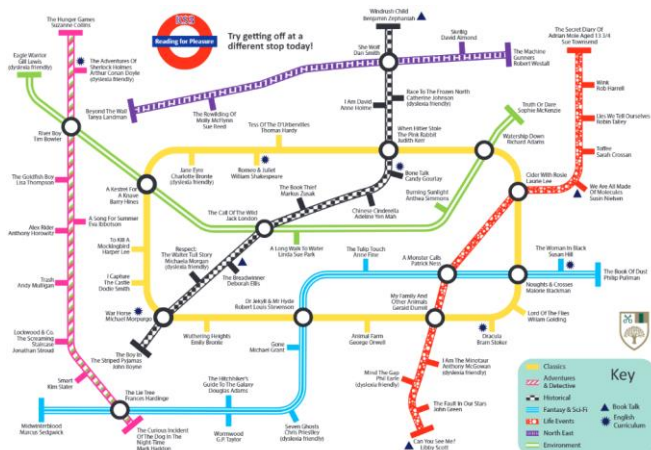 KS3
Reading for Pleasure
Try getting off at a
different stop today!
The Hunger Games
Suzanne Collins
Eagle Warrior
Gill Lewis
(dyslexia friendly)
The Adventures Of
Sherlock Holmes
Arthur Conan Doyle
(dyslexia friendly)
River Boy
Tim Bowler
Beyond The Wall
Tanya Landman
The Rewilding Of
Molly McFlynn
Sue Reed
Windrush Child
Benjamin Zephaniah
She Wolf
Dan Smith
Skellig
David Almond
The Machine
Gunners
Robert Westall
I Am David
Anne Holme
Race To The Frozen North
Catherine Johnson
(dyslexia friendly)
The Secret Diary Of
Adrian Mole Aged 13 3/4
Sue Townsend
Wink
Rob Harrell
Lies We Tell Ourselves
Robin Talley
Toffee
Sarah Crossan
We Are All Made
Of Molecules
Susin Nielsen
Truth Or Dare
Sophie McKenzie
Watership Down
Richard Adams
Cider With Rosie
Laurie Lee
Tess Of The D'Urbervilles
Thomas Hardy
When Hitler Stole
The Pink Rabbit
Judith Kerr
Jane Eyre
Charlotte Bronte
(dyslexia friendly)
Romeo & Juliet
William Shakespeare
Bone Talk
Candy Gourlay
The Goldfish Boy
Lisa Thompson
A Kestrel For
A Knave
Barry Hines
The Book Thief
Markus Zusak
Chinese Cinderella
Adeline Yen Mah
Burning Sunlight
Anthea Simmons
The Call Of The Wild
Jack London
Alex Rider
Anthony Horowitz
A Song For Summer
Eva Ibbotson
To Kill A
Mockingbird
Harper Lee
A Long Walk To Water
Linda Sue Park
Respect:
The Walter Tull Story
Michaela Morgan
(dyslexia friendly)
The Breadwinner
Deborah Ellis
The Tulip Touch
Anne Fine
A Monster Calls
Patrick Ness
The Woman In Black
Susan Hill
The Book Of Dust
Philip Pullman
Trash
Andy Mulligan
I Capture
The Castle
Dodie Smith
Noughts & Crosses
Malorie Blackman
War Horse
Michael Morpurgo
Dr Jekyll & Mr Hyde
Robert Louis Stevenson
My Family And
Other Animals
Gerald Durrell
Lord Of The Flies
William Golding
Lockwood & Co.
The Screaming
Staircase
Jonathan Stroud
The Boy In
The Striped Pyjamas
John Boyne
Wuthering Heights
Emily Bronte
Gone
Michael Grant
Animal Farm
George Orwell
Dracula
Bram Stoker
Smart
Kim Slater
The Lie Tree
Frances Hardinge
The Hitchhiker's
Guide To The Galaxy
Douglas Adams
Mind The Gap
Phil Earle
(dyslexia friendly)
I Am The Minotaur
Anthony McGowan
(dyslexia friendly)
Midwinterblood
Marcus Sedgwick
The Curious Incident
Of The Dog In The
Night-Time
Mark Haddon
Wormwood
G.P. Taylor
Seven Ghosts
Chris Priestley
(dyslexia friendly)
The Fault In Our Stars
John Green
Can You See Me?
Libby Scott
Key
Classics
Adventures
& Detective
Historical
Fantasy & Sci-Fi
Life Events
North East
Environment
Book Talk
English
Curriculum